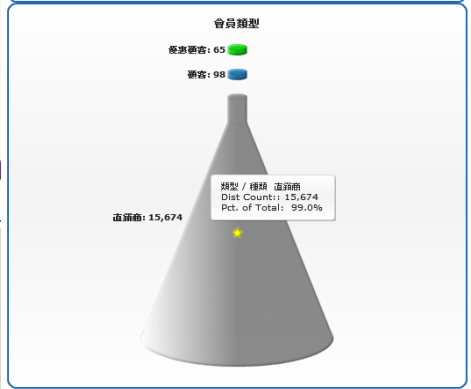 會員類型
優惠顧客: 65
顧客: 98
類型 / 種類 直銷商
Dist Count:: 15,674
Pct. of Total: 99.0%
直銷商: 15,674